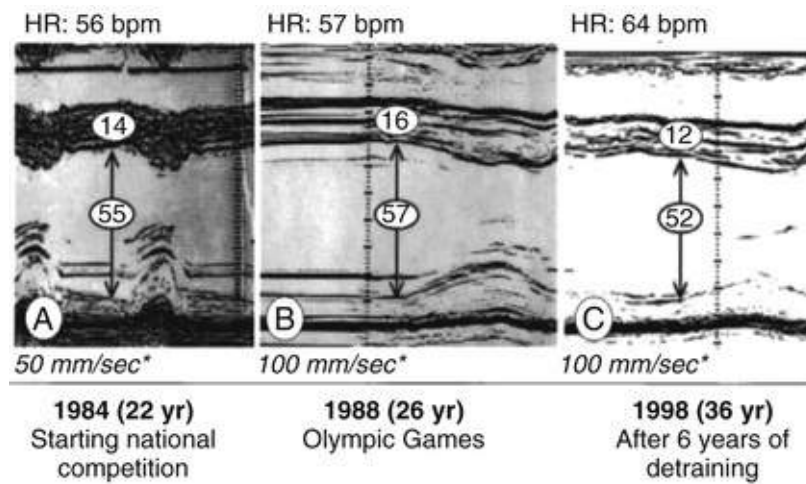 HR: 56 bpm
HR: 57 bpm
HR: 64 bpm
14
16
12
55
57
52
A
B
C
50 mm/sec*
100 mm/sec*
100 mm/sec*
1984 (22 yr)
Starting national
competition
1988 (26 yr)
Olympic Games
1998 (36 yr)
After 6 years of
detraining